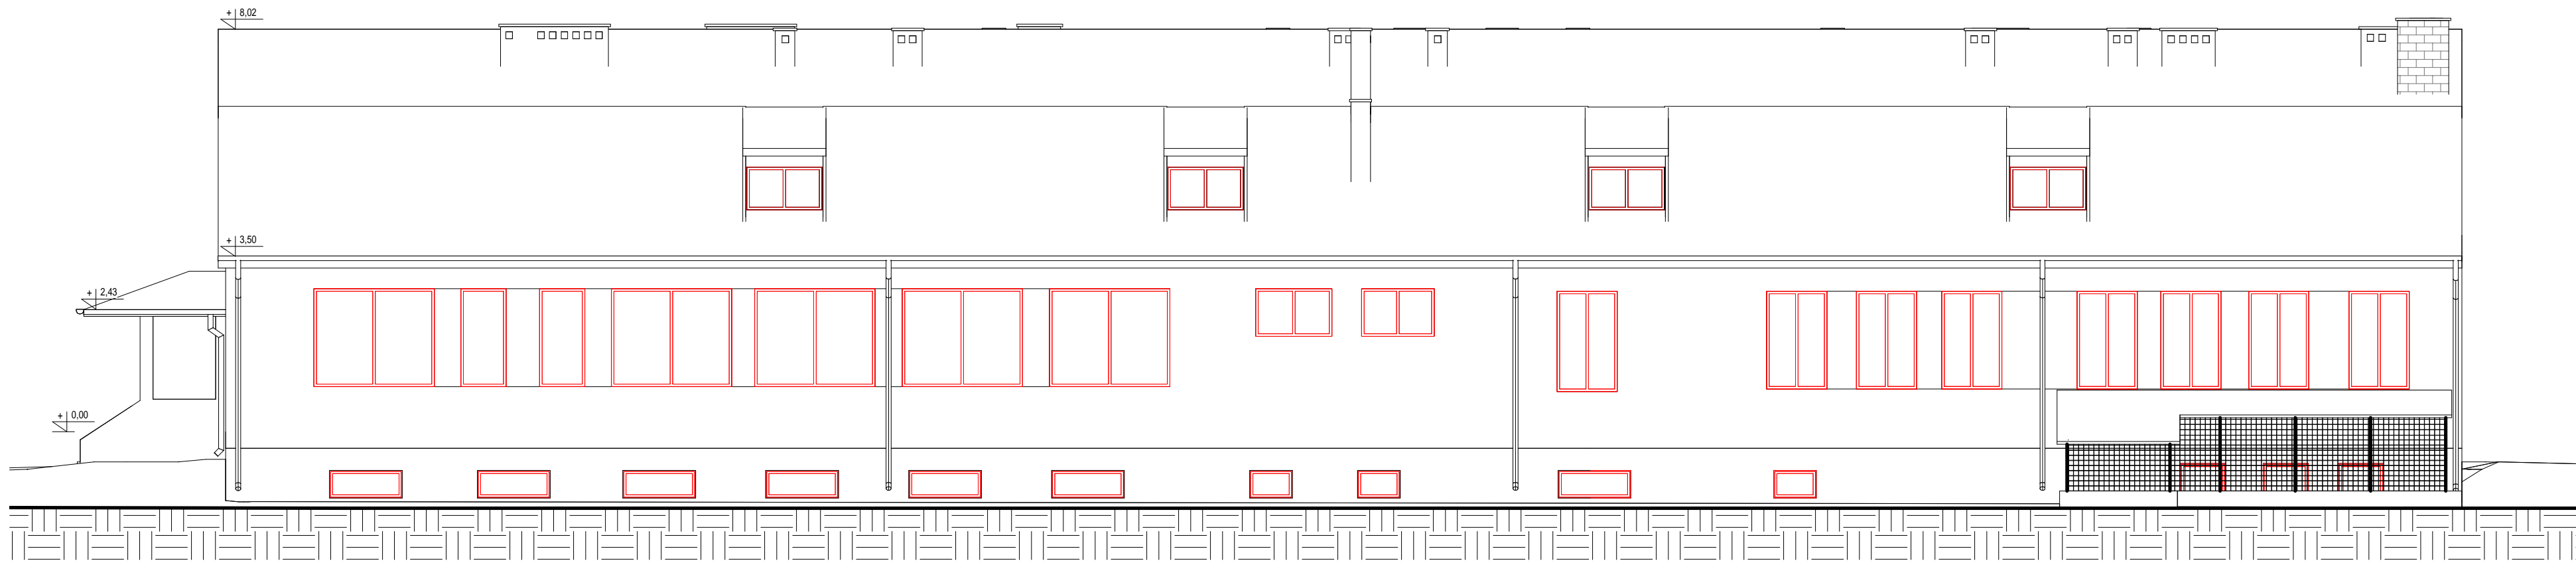 + 8,02
+ 3,50
+ 2,43
+ 0,00